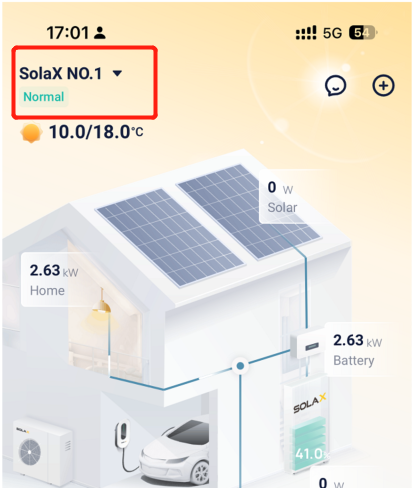 17:01 5G 54
SolaX NO.1
Normal
10.0/18.0°C
0 W
Solar
2.63 kW
Home
2.63 kW
Battery
SOLAX
41.0
0 W